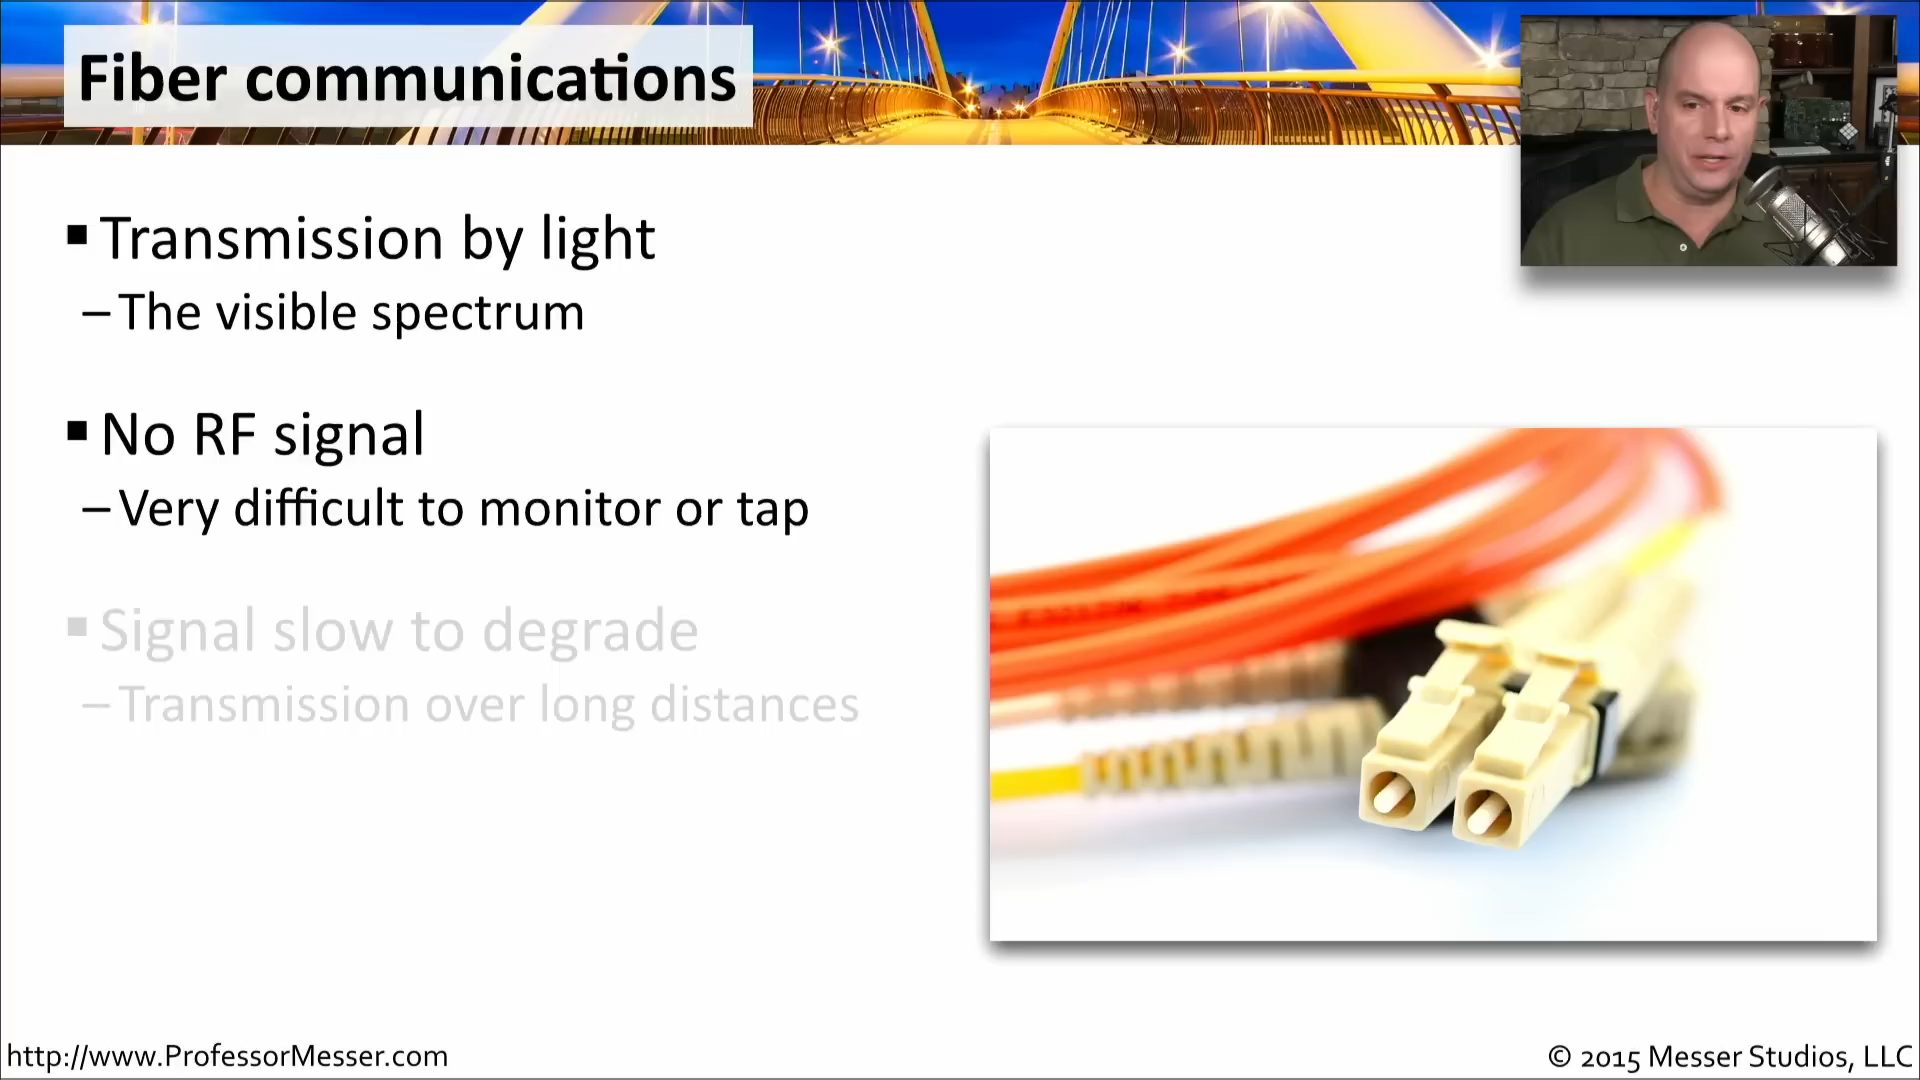 Fiber communications
▪ Transmission by light
– The visible spectrum
▪ No RF signal
– Very difficult to monitor or tap
▪ Signal slow to degrade
– Transmission over long distances
http://www.ProfessorMesser.com
© 2015 Messer Studios, LLC